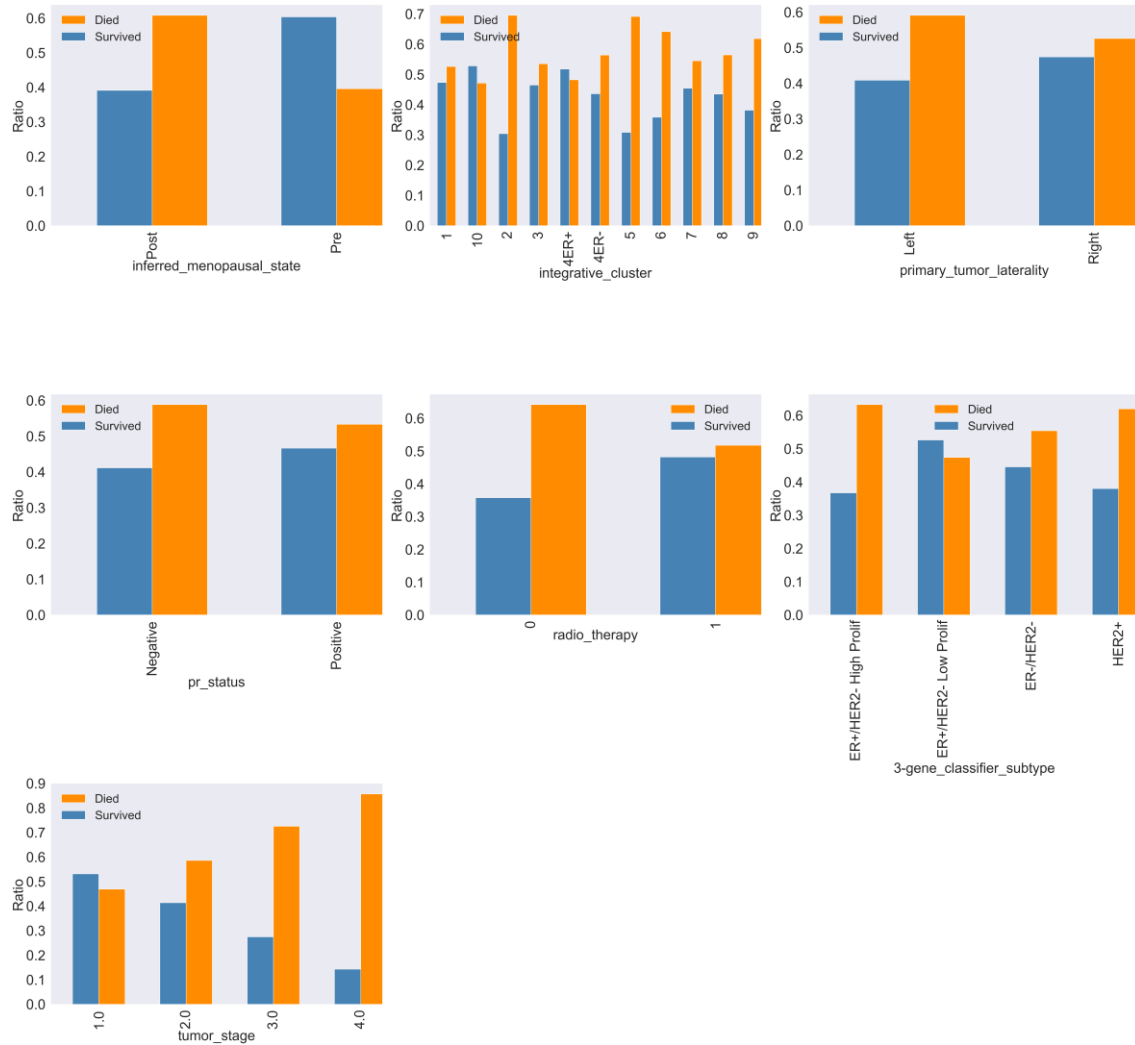 Died
Survived
Ratio
0.6
0.5
0.4
0.3
0.2
0.1
0.0
Post
Pre
inferred_menopausal_state
Died
Survived
Ratio
0.7
0.6
0.5
0.4
0.3
0.2
0.1
0.0
1
10
2
3
4ER+
4ER-
5
6
7
8
9
integrative_cluster
Died
Survived
Ratio
0.6
0.5
0.4
0.3
0.2
0.1
0.0
Left
Right
primary_tumor_laterality
Died
Survived
Ratio
0.6
0.5
0.4
0.3
0.2
0.1
0.0
Negative
Positive
pr_status
Died
Survived
Ratio
0.6
0.5
0.4
0.3
0.2
0.1
0.0
0
1
radio_therapy
Died
Survived
Ratio
0.6
0.5
0.4
0.3
0.2
0.1
0.0
ER+/HER2- High Prolif
ER+/HER2- Low Prolif
ER-/HER2-
HER2+
3-gene_classifier_subtype
Died
Survived
Ratio
0.9
0.8
0.7
0.6
0.5
0.4
0.3
0.2
0.1
0.0
1.0
2.0
3.0
4.0
tumor_stage